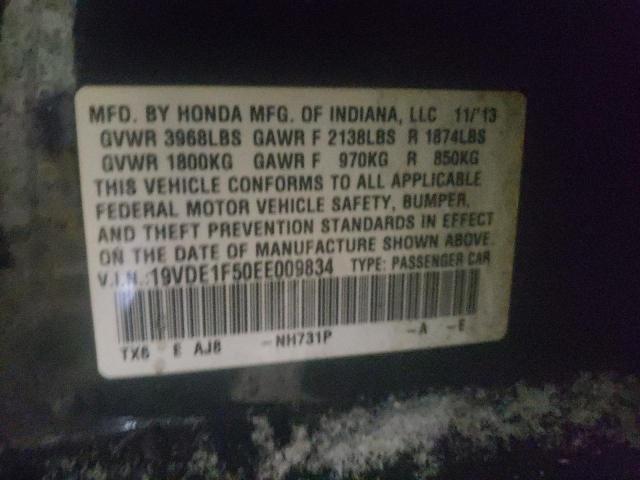 MFD. BY HONDA MFG. OF INDIANA, LLC 11/'13
GVWR 3968LBS GAWR F 2138LBS R 1874LBS
GVWR 1800KG GAWR F 970KG R 850KG
THIS VEHICLE CONFORMS TO ALL APPLICABLE
FEDERAL MOTOR VEHICLE SAFETY, BUMPER,
AND THEFT PREVENTION STANDARDS IN EFFECT
ON THE DATE OF MANUFACTURE SHOWN ABOVE.
V.I.N.:19VDE1F50EE009834 TYPE: PASSENGER CAR
TX6 E AJ8 -NH731P -A -E